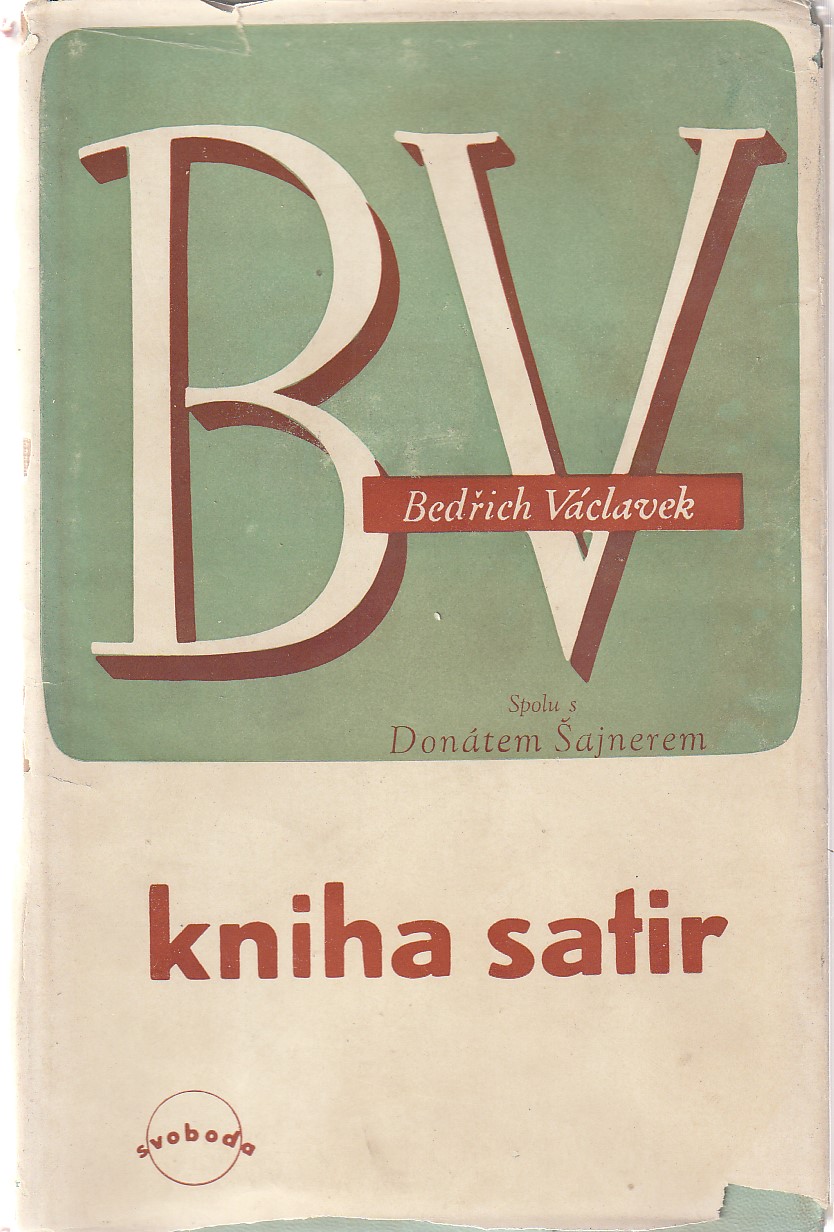 BV
Bedřich Václavek
Spolu s
Donátem Šajnerem
kniha satir
svoboda